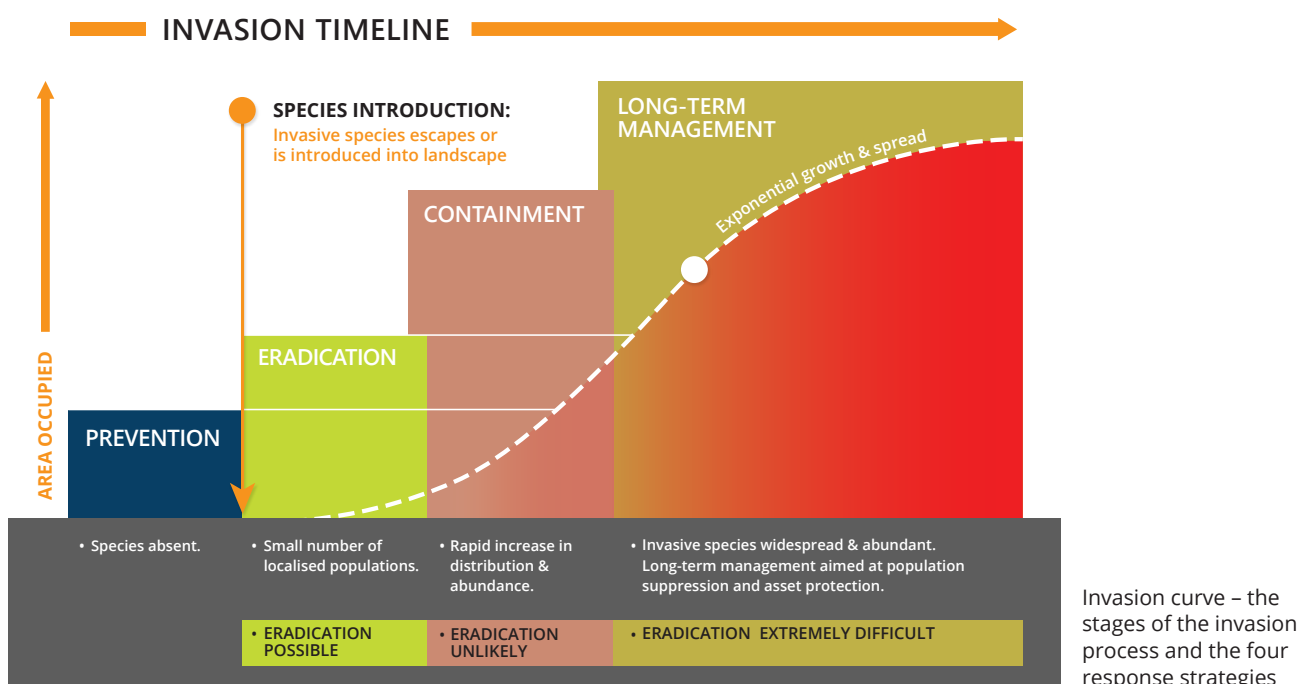 INVASION TIMELINE
SPECIES INTRODUCTION:
Invasive species escapes or
is introduced into landscape
LONG-TERM
MANAGEMENT
Exponential growth & spread
CONTAINMENT
ERADICATION
PREVENTION
AREA OCCUPIED
• Species absent.
• Small number of
localised populations.
• Rapid increase in
distribution &
abundance.
• Invasive species widespread & abundant.
Long-term management aimed at population
suppression and asset protection.
• ERADICATION
POSSIBLE
• ERADICATION
UNLIKELY
• ERADICATION EXTREMELY DIFFICULT
Invasion curve – the
stages of the invasion
process and the four
response strategies